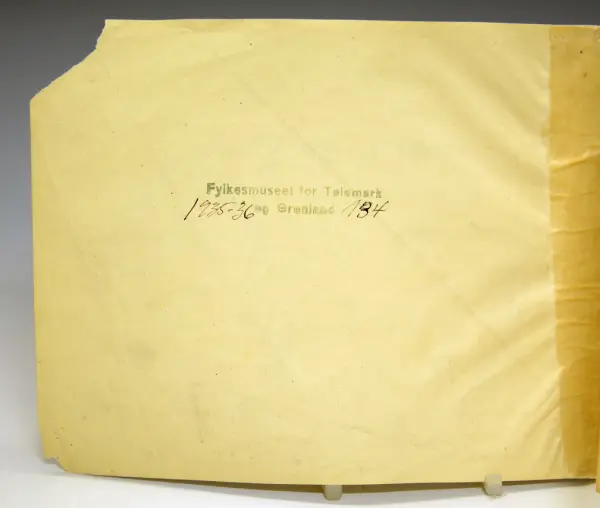 Fylkesmuseet for Telemark
1935-36 og Grenland 134